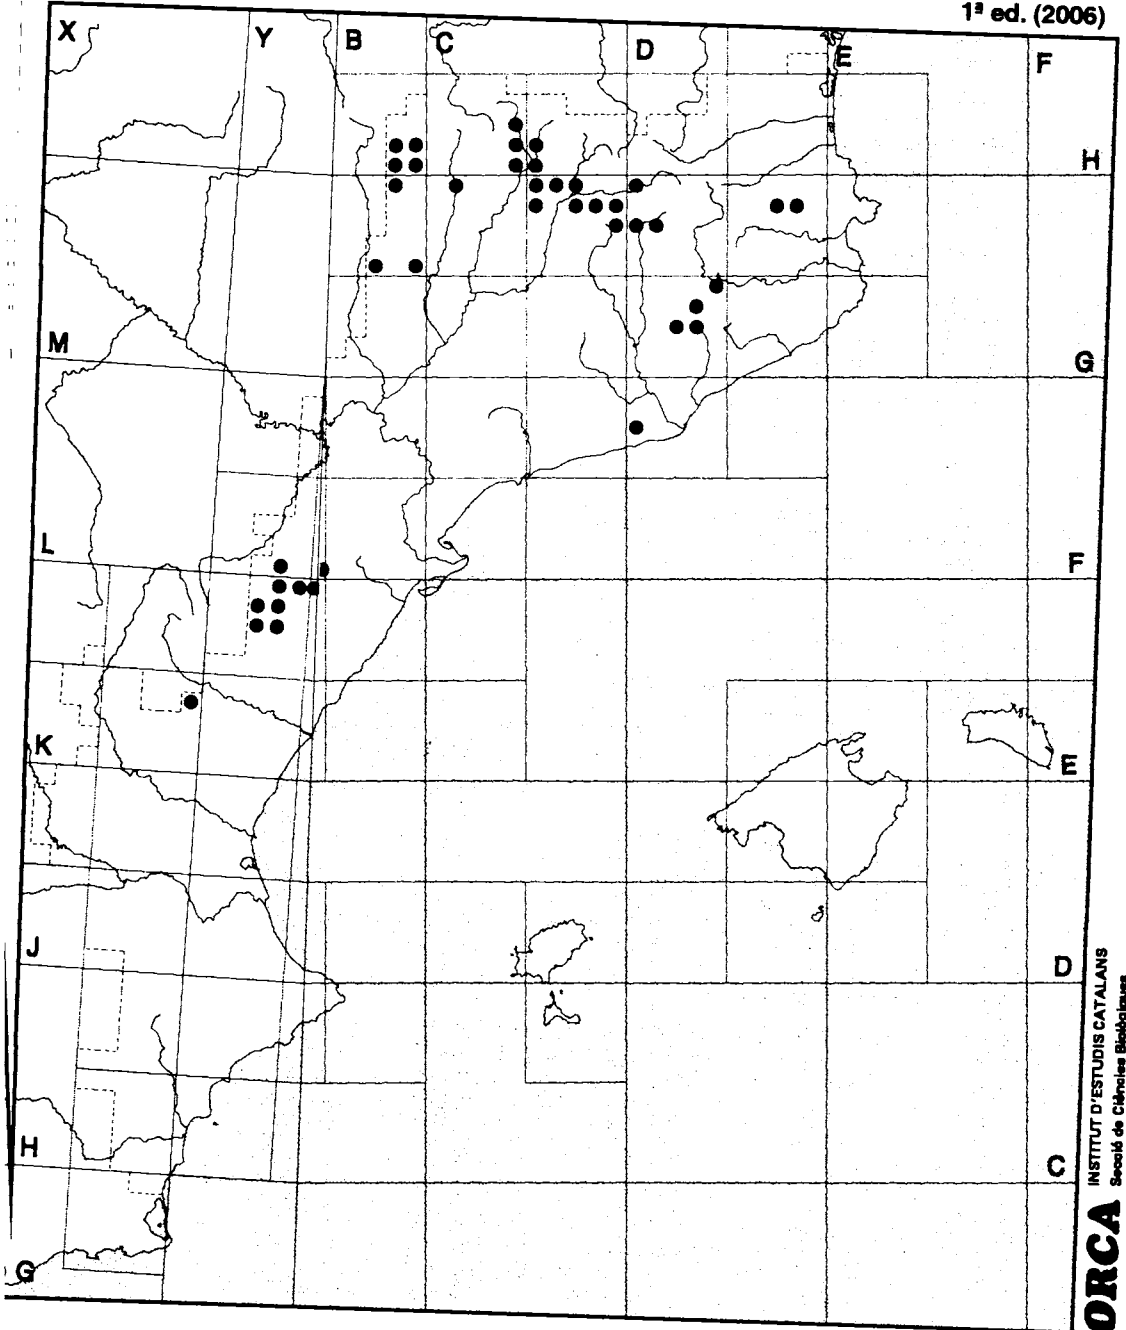 1ª ed. (2006)
X Y B C D E F
H
M
G
L
F
K
E
J
D
H
C
G
ORCA
INSTITUT D'ESTUDIS CATALANS
Secció de Ciències Biològiques